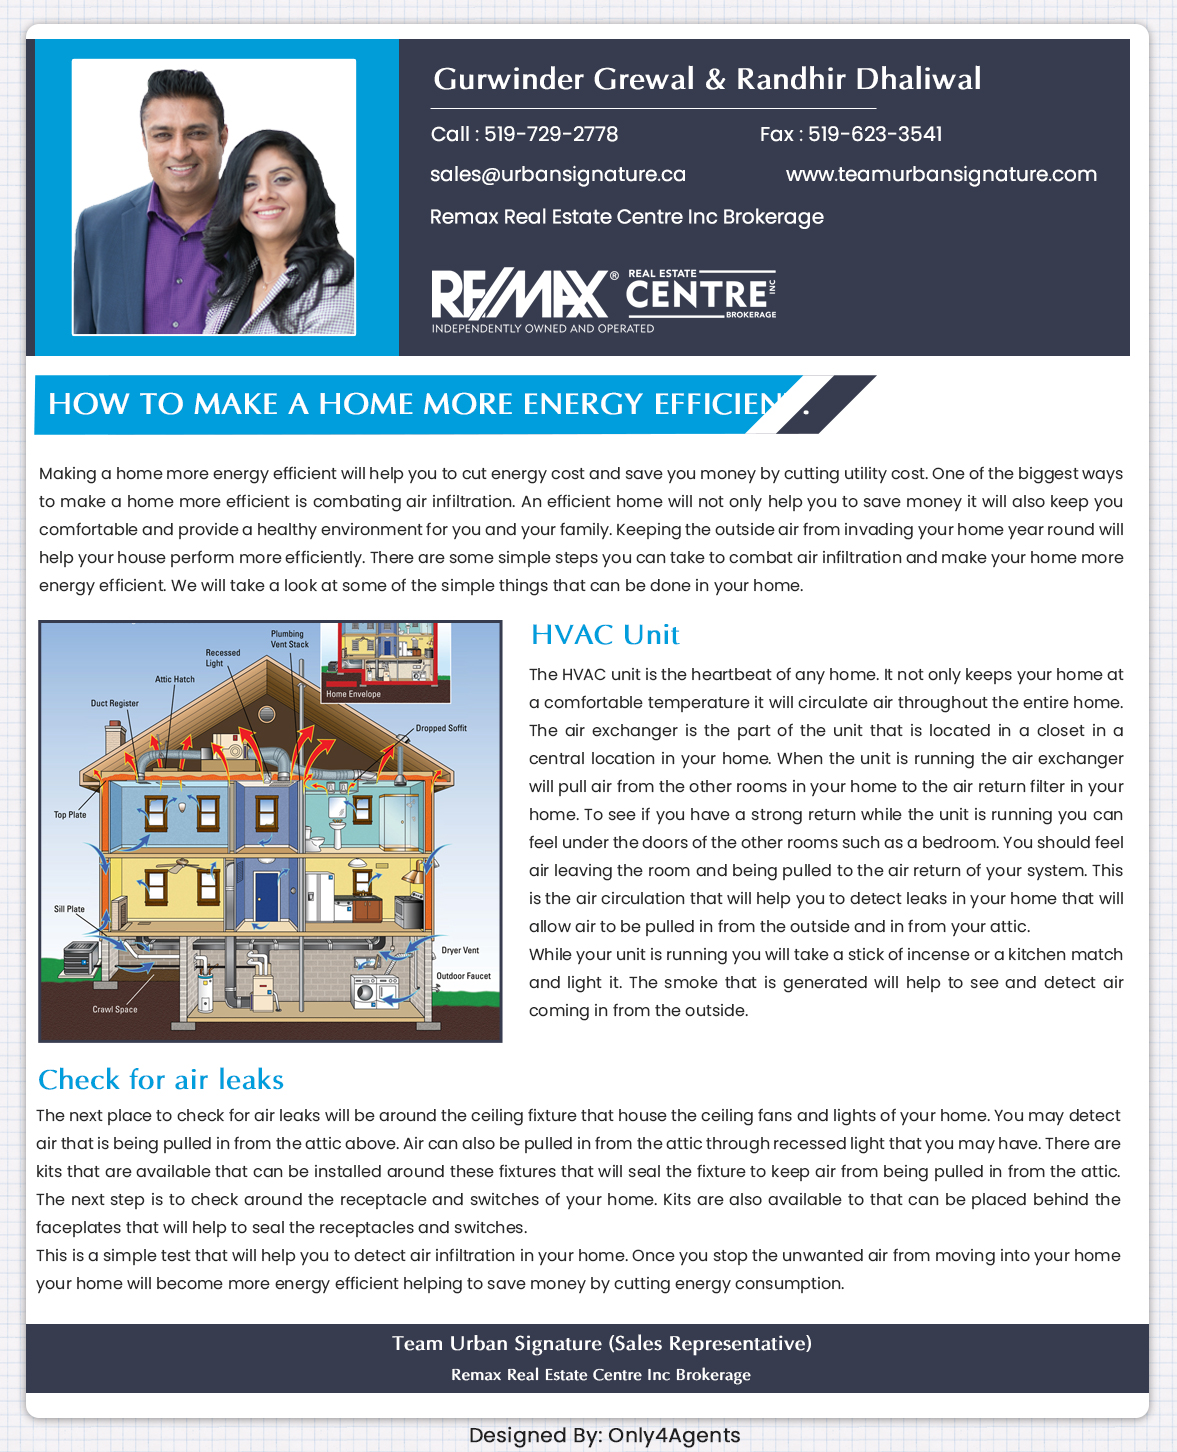 Gurwinder Grewal & Randhir Dhaliwal
Call : 519-729-2778
Fax : 519-623-3541
sales@urbansignature.ca
www.teamurbansignature.com
Remax Real Estate Centre Inc Brokerage
RE/MAX® REAL ESTATE CENTRE INC BROKERAGE
INDEPENDENTLY OWNED AND OPERATED
HOW TO MAKE A HOME MORE ENERGY EFFICIENT.
Making a home more energy efficient will help you to cut energy cost and save you money by cutting utility cost. One of the biggest ways
to make a home more efficient is combating air infiltration. An efficient home will not only help you to save money it will also keep you
comfortable and provide a healthy environment for you and your family. Keeping the outside air from invading your home year round will
help your house perform more efficiently. There are some simple steps you can take to combat air infiltration and make your home more
energy efficient. We will take a look at some of the simple things that can be done in your home.
Plumbing
Vent Stack
Recessed
Light
Attic Hatch
Duct Register
Home Envelope
Dropped Soffit
Top Plate
Sill Plate
Dryer Vent
Outdoor Faucet
Crawl Space
HVAC Unit
The HVAC unit is the heartbeat of any home. It not only keeps your home at
a comfortable temperature it will circulate air throughout the entire home.
The air exchanger is the part of the unit that is located in a closet in a
central location in your home. When the unit is running the air exchanger
will pull air from the other rooms in your home to the air return filter in your
home. To see if you have a strong return while the unit is running you can
feel under the doors of the other rooms such as a bedroom. You should feel
air leaving the room and being pulled to the air return of your system. This
is the air circulation that will help you to detect leaks in your home that will
allow air to be pulled in from the outside and in from your attic.
While your unit is running you will take a stick of incense or a kitchen match
and light it. The smoke that is generated will help to see and detect air
coming in from the outside.
Check for air leaks
The next place to check for air leaks will be around the ceiling fixture that house the ceiling fans and lights of your home. You may detect
air that is being pulled in from the attic above. Air can also be pulled in from the attic through recessed light that you may have. There are
kits that are available that can be installed around these fixtures that will seal the fixture to keep air from being pulled in from the attic.
The next step is to check around the receptacle and switches of your home. Kits are also available to that can be placed behind the
faceplates that will help to seal the receptacles and switches.
This is a simple test that will help you to detect air infiltration in your home. Once you stop the unwanted air from moving into your home
your home will become more energy efficient helping to save money by cutting energy consumption.
Team Urban Signature (Sales Representative)
Remax Real Estate Centre Inc Brokerage
Designed By: Only4Agents